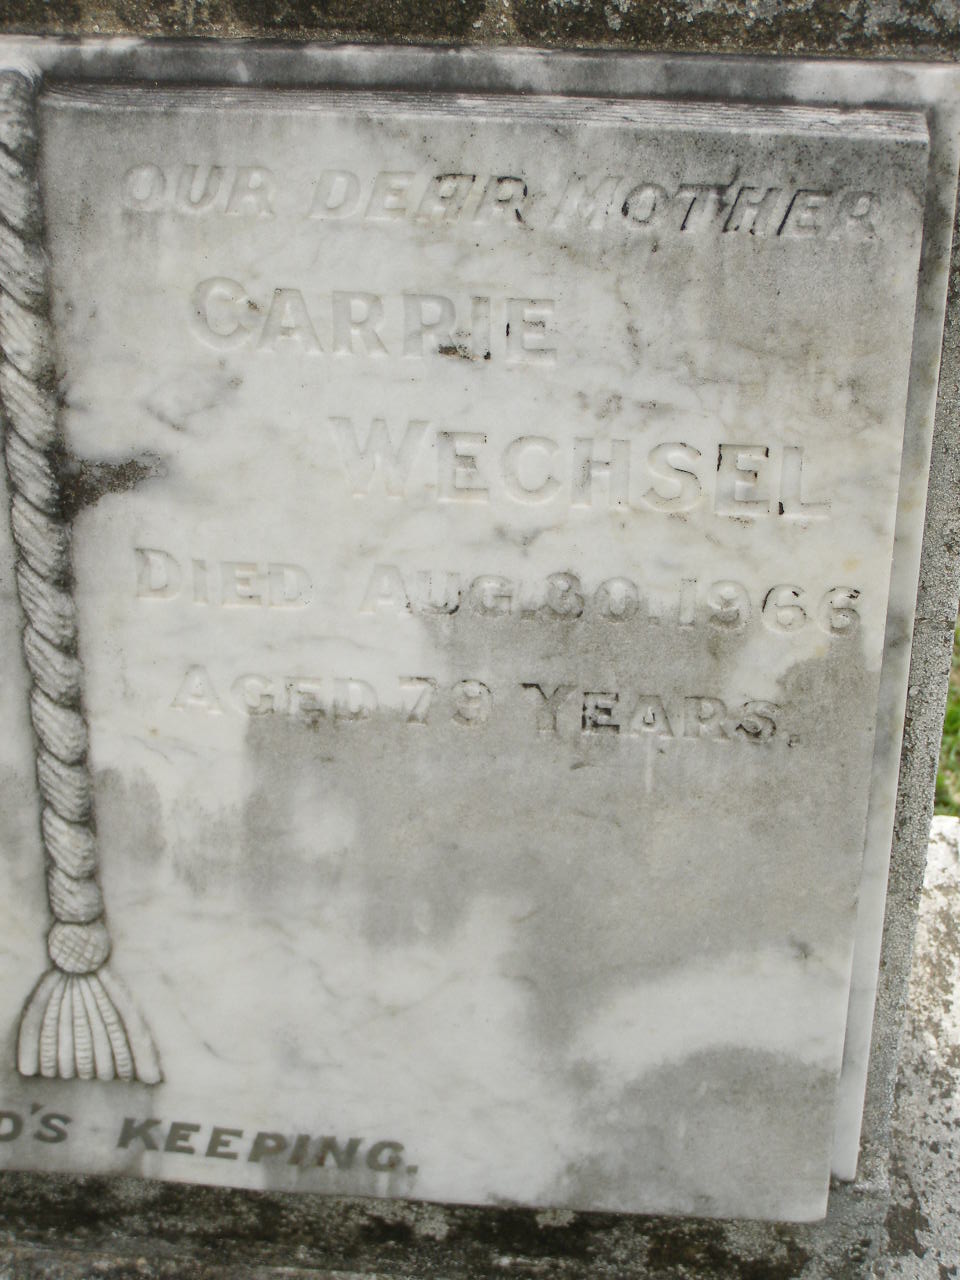 OUR DEAR MOTHER
CARRIE
WECHSEL
DIED AUG. 30. 1966
AGED 79 YEARS.
D'S KEEPING.